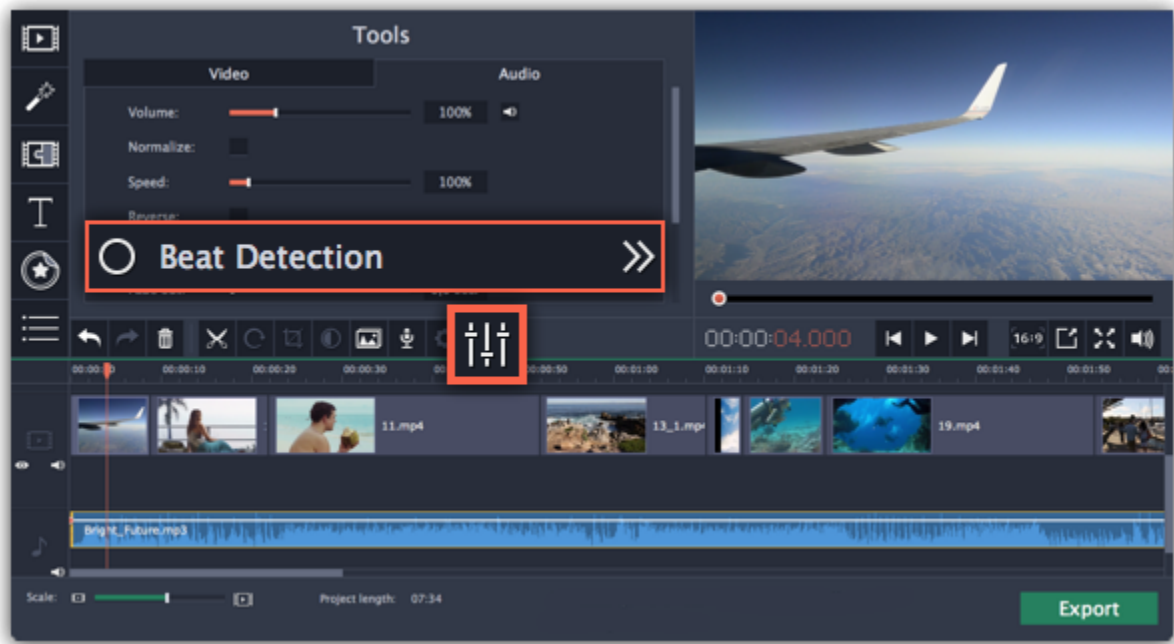 Tools
Video
Audio
Volume:
100%
Normalize:
Speed:
100%
Reverse:
Beat Detection
T
00:00:04.000
16:9
00:00:10
00:00:20
00:00:30
00:00:50
00:01:00
00:01:10
00:01:20
00:01:30
00:01:40
00:01:50
11.mp4
13_1.mp4
19.mp4
Bright_Future.mp3
Scale:
Project length: 07:34
Export